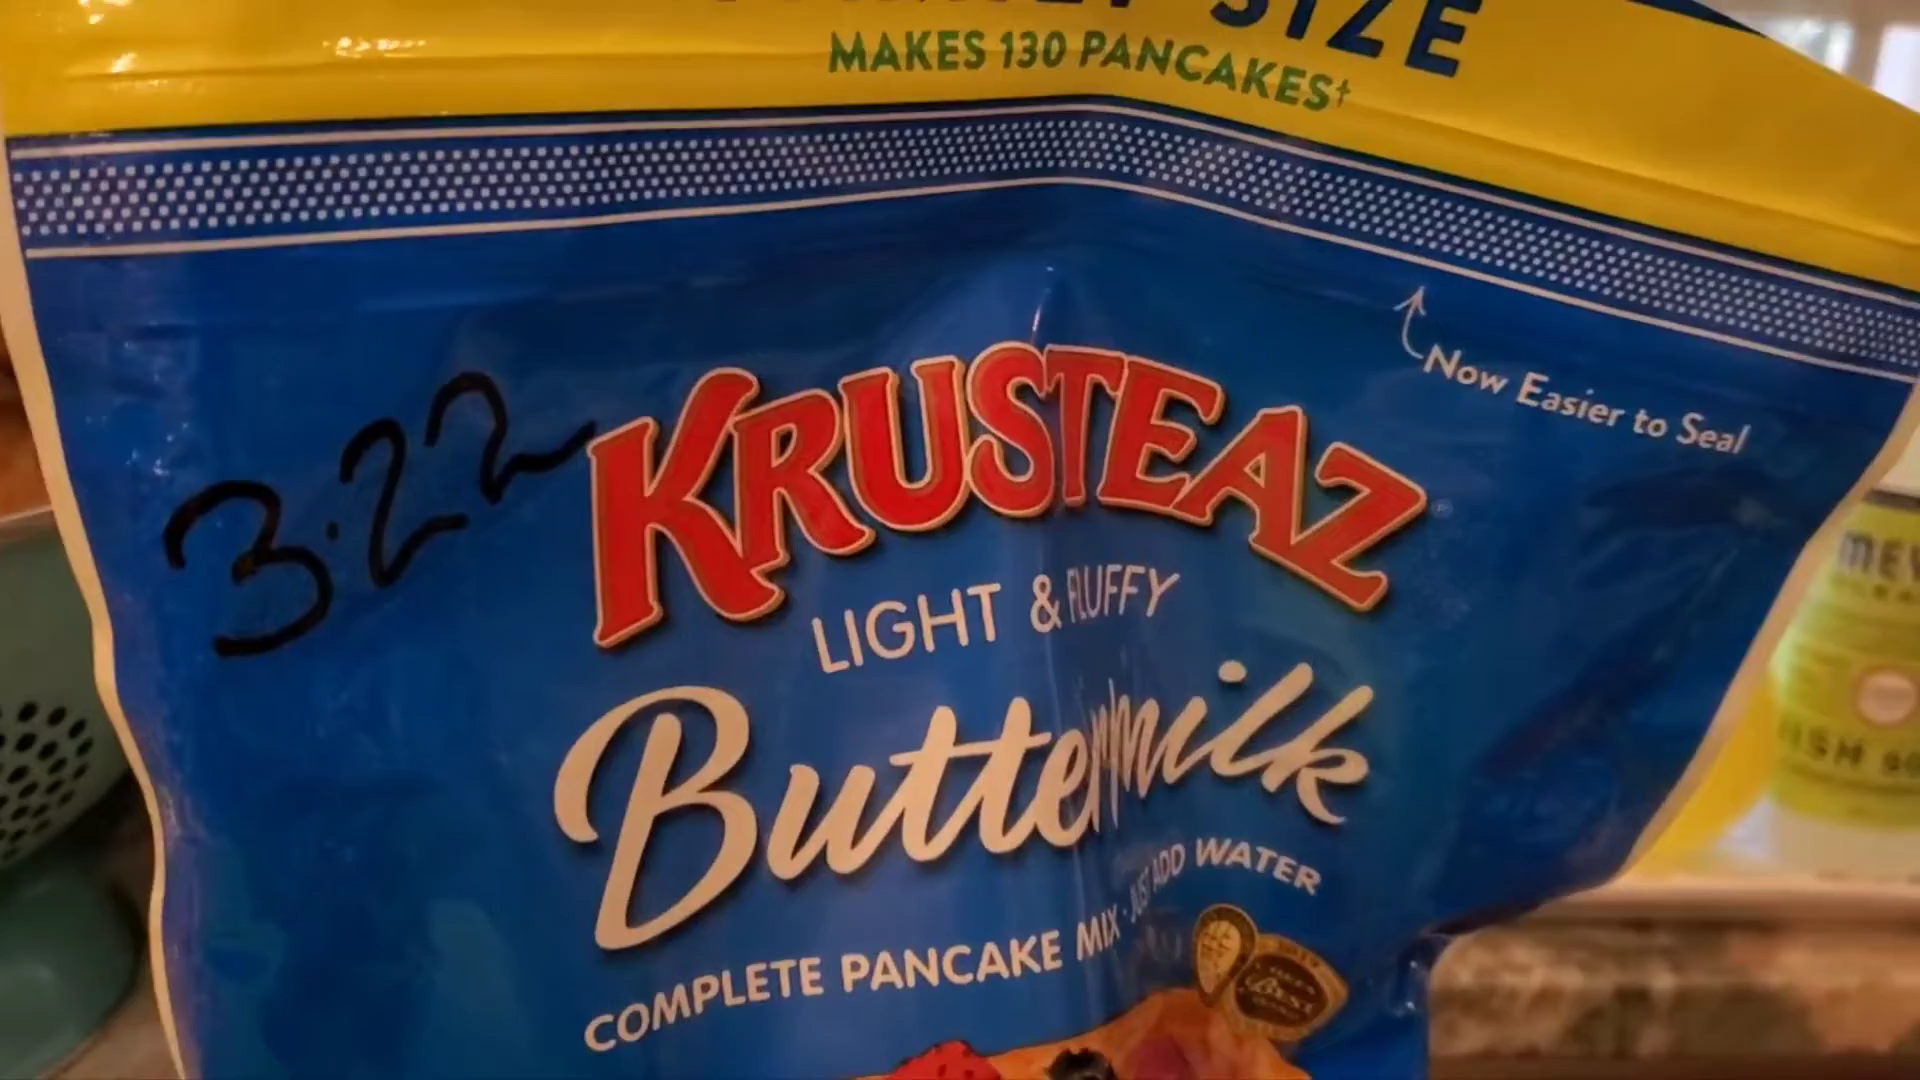 SIZE
MAKES 130 PANCAKES†
Now Easier to Seal
3.22
KRUSTEAZ
LIGHT & FLUFFY
Buttermilk
COMPLETE PANCAKE MIX · JUST ADD WATER
BEST